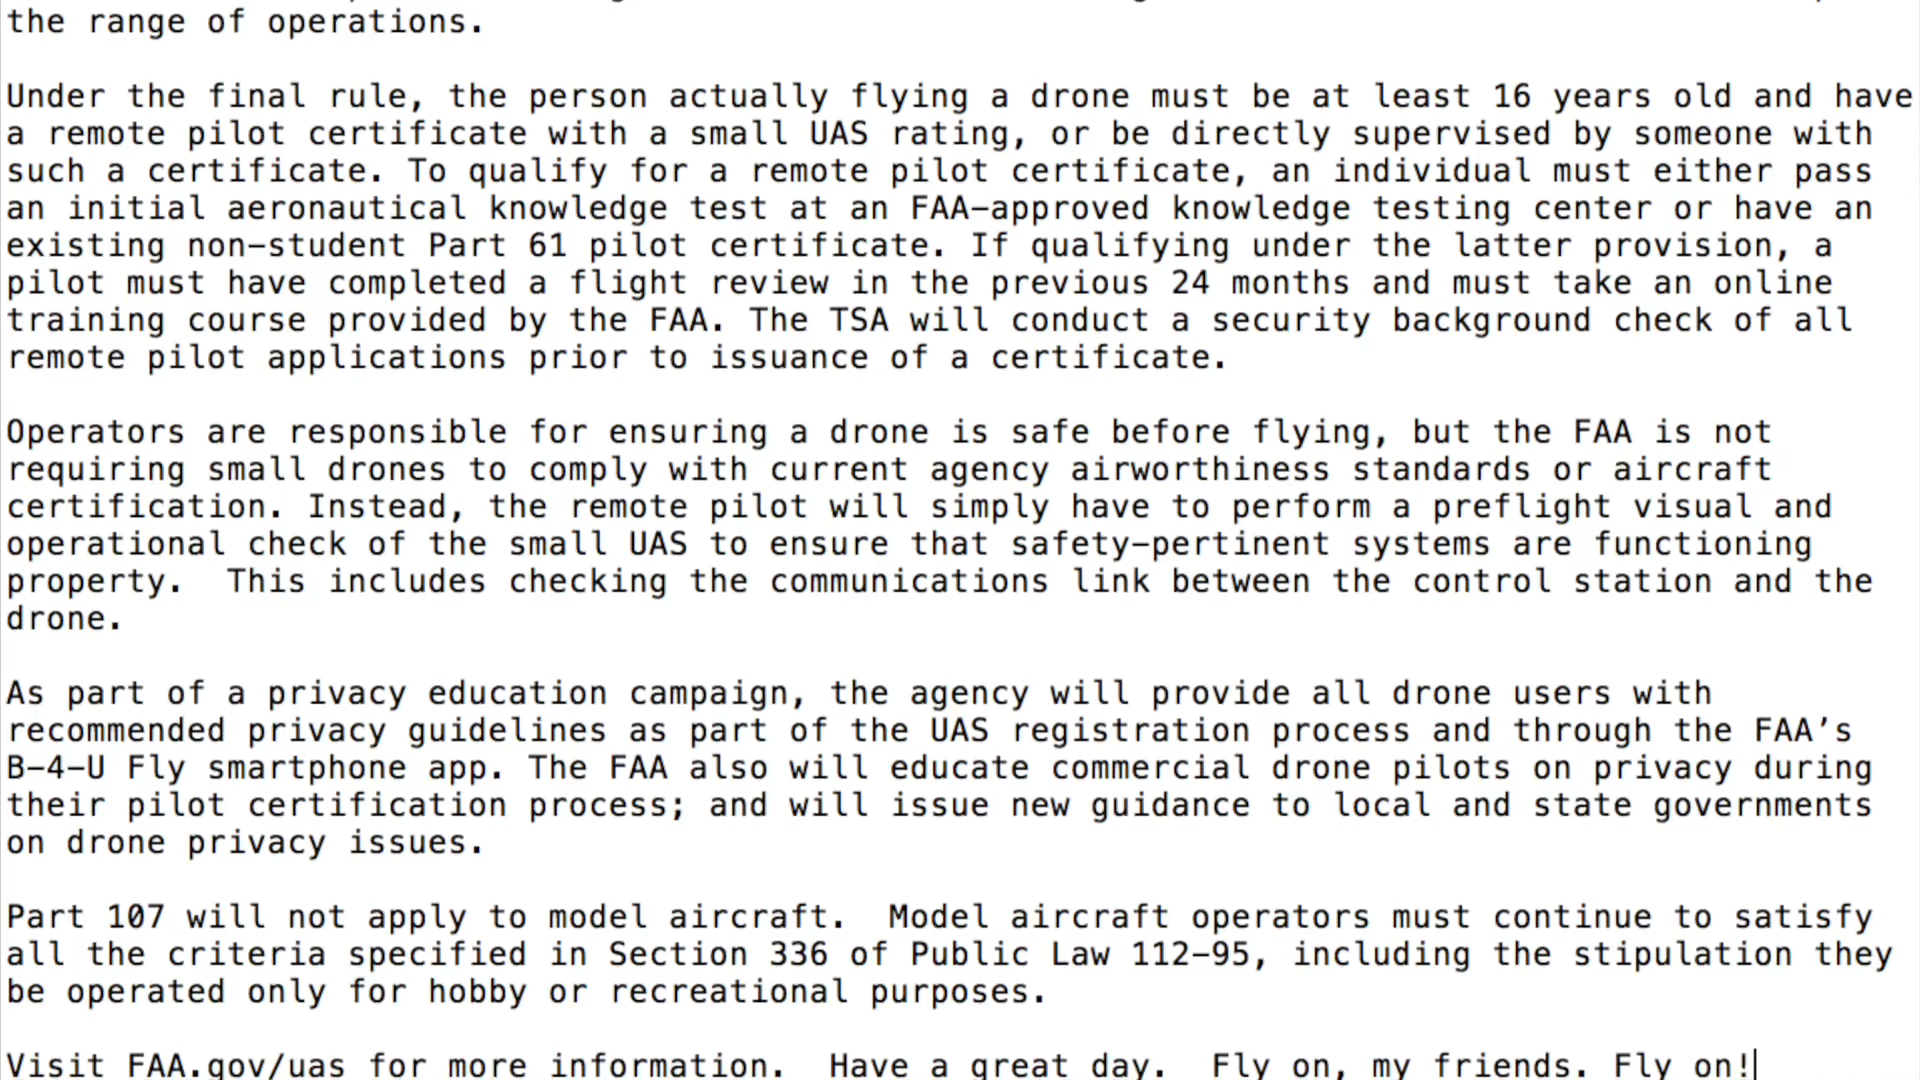 the range of operations.
Under the final rule, the person actually flying a drone must be at least 16 years old and have
a remote pilot certificate with a small UAS rating, or be directly supervised by someone with
such a certificate. To qualify for a remote pilot certificate, an individual must either pass
an initial aeronautical knowledge test at an FAA-approved knowledge testing center or have an
existing non-student Part 61 pilot certificate. If qualifying under the latter provision, a
pilot must have completed a flight review in the previous 24 months and must take an online
training course provided by the FAA. The TSA will conduct a security background check of all
remote pilot applications prior to issuance of a certificate.
Operators are responsible for ensuring a drone is safe before flying, but the FAA is not
requiring small drones to comply with current agency airworthiness standards or aircraft
certification. Instead, the remote pilot will simply have to perform a preflight visual and
operational check of the small UAS to ensure that safety-pertinent systems are functioning
property.  This includes checking the communications link between the control station and the
drone.
As part of a privacy education campaign, the agency will provide all drone users with
recommended privacy guidelines as part of the UAS registration process and through the FAA’s
B-4-U Fly smartphone app. The FAA also will educate commercial drone pilots on privacy during
their pilot certification process; and will issue new guidance to local and state governments
on drone privacy issues.
Part 107 will not apply to model aircraft.  Model aircraft operators must continue to satisfy
all the criteria specified in Section 336 of Public Law 112-95, including the stipulation they
be operated only for hobby or recreational purposes.
Visit FAA.gov/uas for more information.  Have a great day.  Fly on, my friends. Fly on!